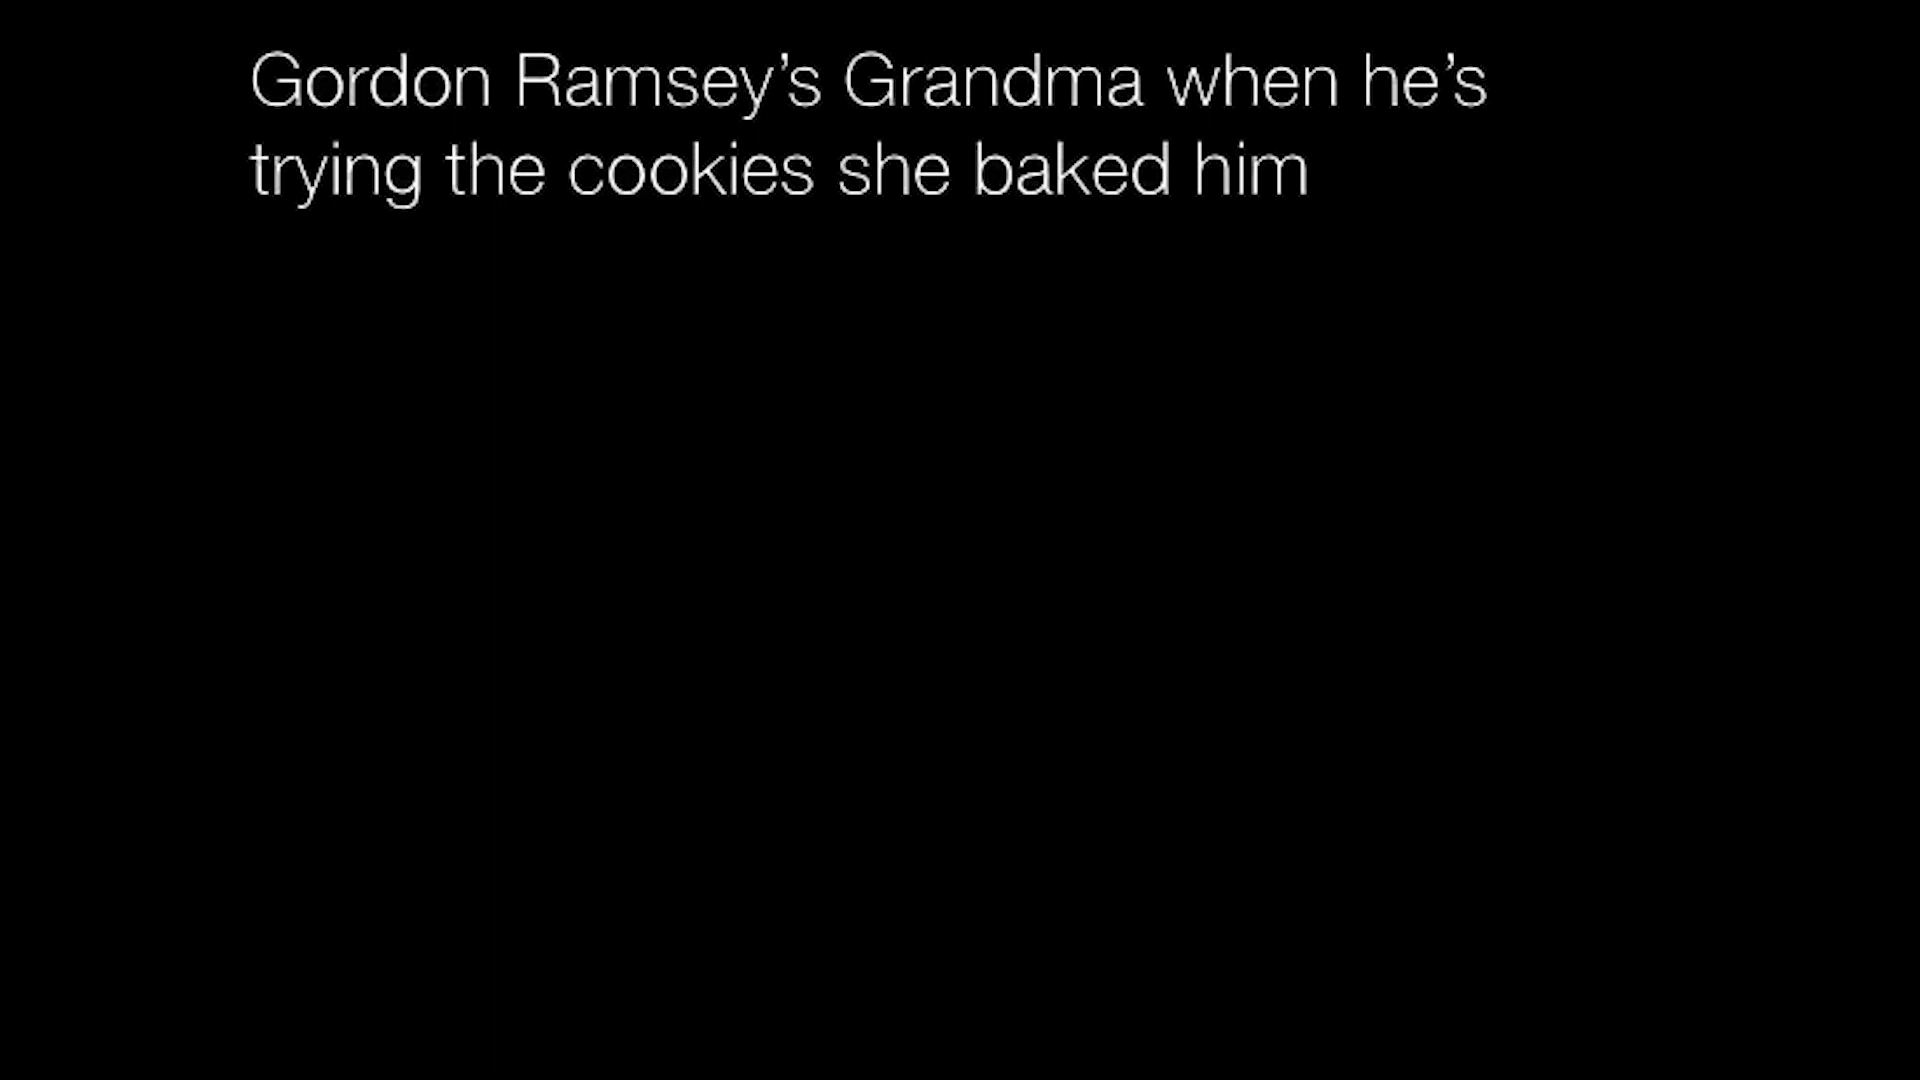 Gordon Ramsey’s Grandma when he’s
trying the cookies she baked him